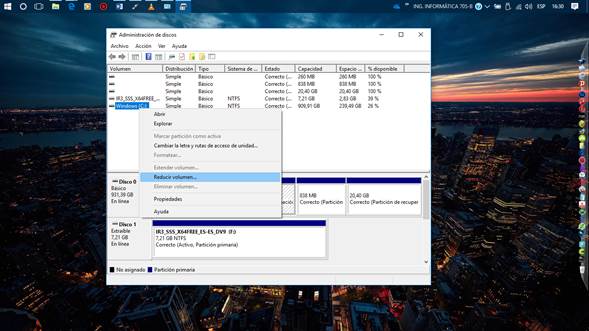 ING. INFORMÁTICA 705-B
ESP
16:30
Administración de discos
Archivo Acción Ver Ayuda
Volumen Distribución Tipo Sistema de ... Estado Capacidad Espacio ... % disponible
Simple Básico Correcto (... 260 MB 260 MB 100 %
Simple Básico Correcto (... 838 MB 838 MB 100 %
Simple Básico Correcto (... 20,40 GB 20,40 GB 100 %
IR3_SSS_X64FREE_... Simple Básico NTFS Correcto (... 7,21 GB 2,83 GB 39 %
Windows (C:) NTFS Correcto (... 909,91 GB 239,49 GB 26 %
Abrir
Explorar
Marcar partición como activa
Cambiar la letra y rutas de acceso de unidad...
Formatear...
Extender volumen...
Reducir volumen...
Eliminar volumen...
Propiedades
Ayuda
Disco 0
Básico
931,39 GB
En línea
838 MB
Correcto (Partición
20,40 GB
Correcto (Partición de recuper
Disco 1
Extraíble
7,21 GB
En línea
IR3_SSS_X64FREE_ES-ES_DV9 (F:)
7,21 GB NTFS
Correcto (Activo, Partición primaria)
No asignado Partición primaria